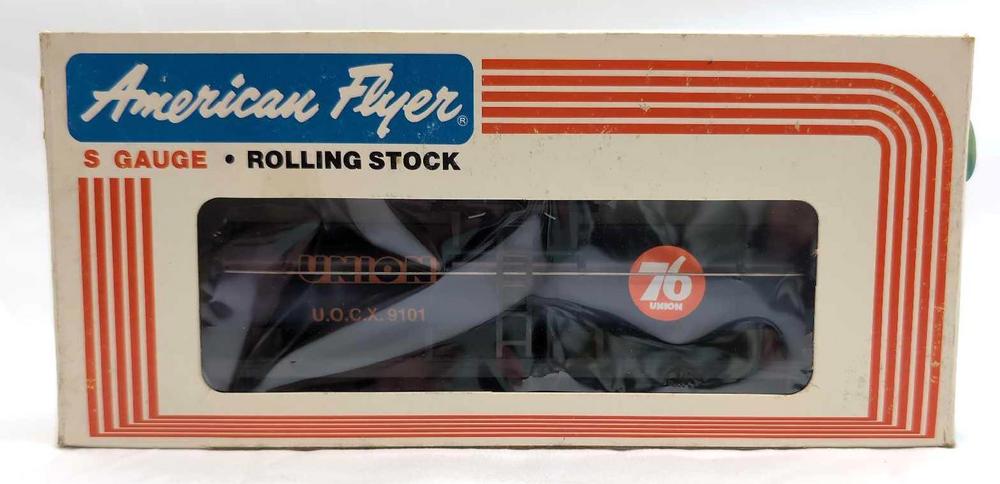 American Flyer®
S GAUGE • ROLLING STOCK
UNION
U.O.C.X. 9101
76
UNION